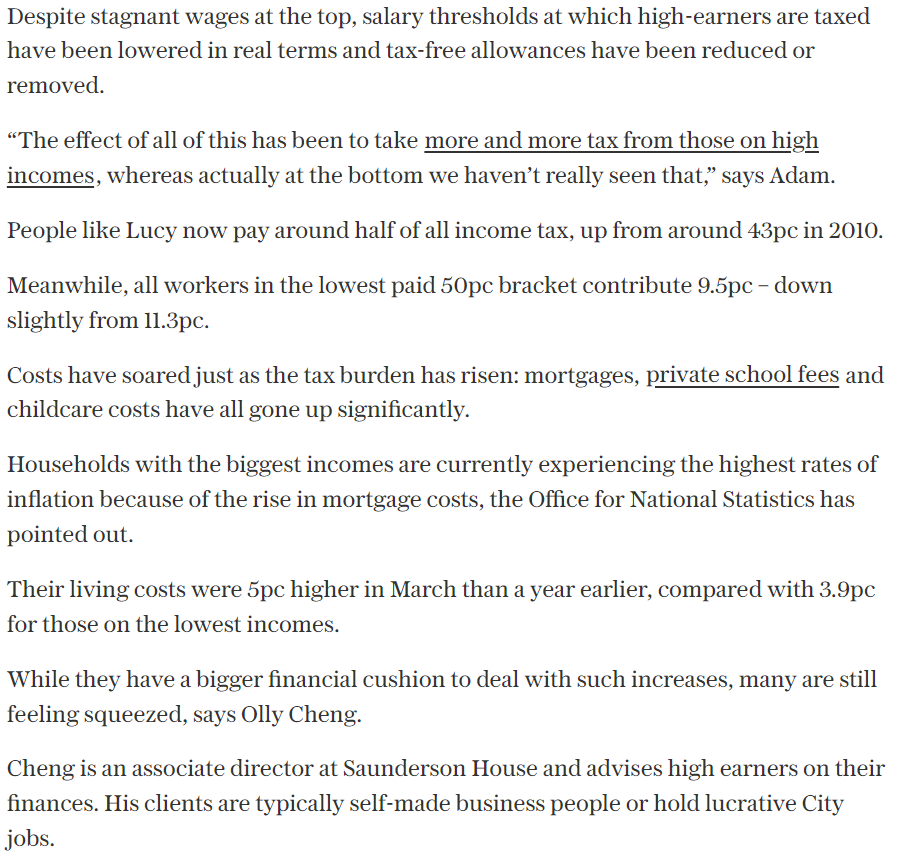 Despite stagnant wages at the top, salary thresholds at which high-earners are taxed
have been lowered in real terms and tax-free allowances have been reduced or
removed.
“The effect of all of this has been to take more and more tax from those on high
incomes, whereas actually at the bottom we haven’t really seen that,” says Adam.
People like Lucy now pay around half of all income tax, up from around 43pc in 2010.
Meanwhile, all workers in the lowest paid 50pc bracket contribute 9.5pc – down
slightly from 11.3pc.
Costs have soared just as the tax burden has risen: mortgages, private school fees and
childcare costs have all gone up significantly.
Households with the biggest incomes are currently experiencing the highest rates of
inflation because of the rise in mortgage costs, the Office for National Statistics has
pointed out.
Their living costs were 5pc higher in March than a year earlier, compared with 3.9pc
for those on the lowest incomes.
While they have a bigger financial cushion to deal with such increases, many are still
feeling squeezed, says Olly Cheng.
Cheng is an associate director at Saunderson House and advises high earners on their
finances. His clients are typically self-made business people or hold lucrative City
jobs.